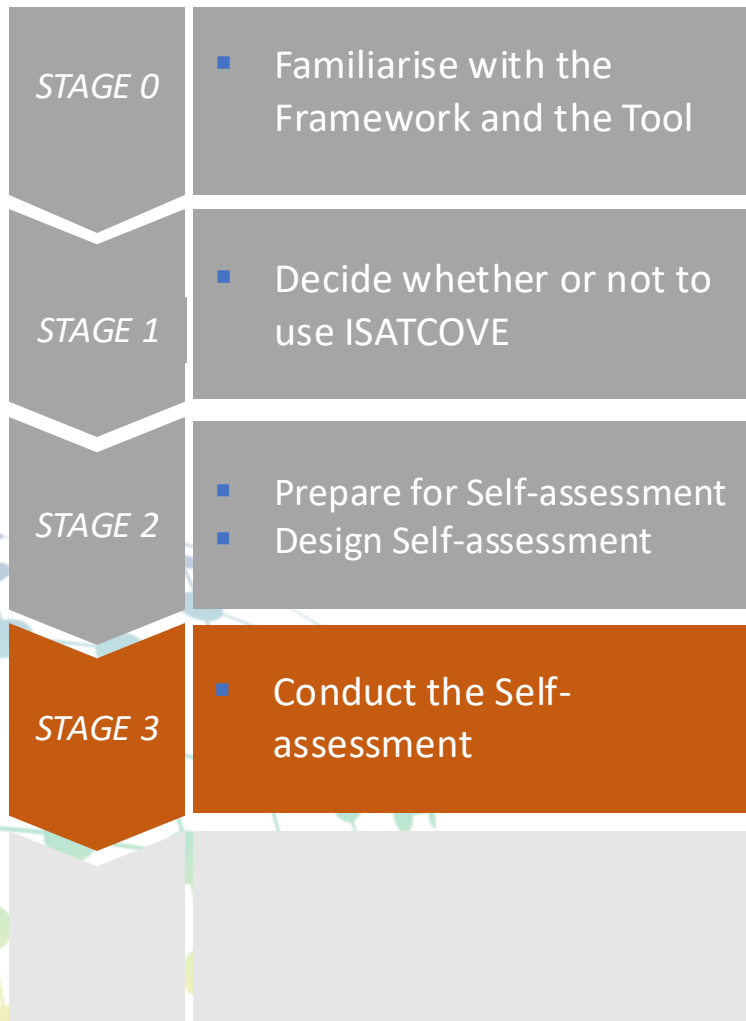 STAGE 0
▪ Familiarise with the
Framework and the Tool
STAGE 1
▪ Decide whether or not to
use ISATCOVE
STAGE 2
▪ Prepare for Self-assessment
▪ Design Self-assessment
STAGE 3
▪ Conduct the Self-
assessment